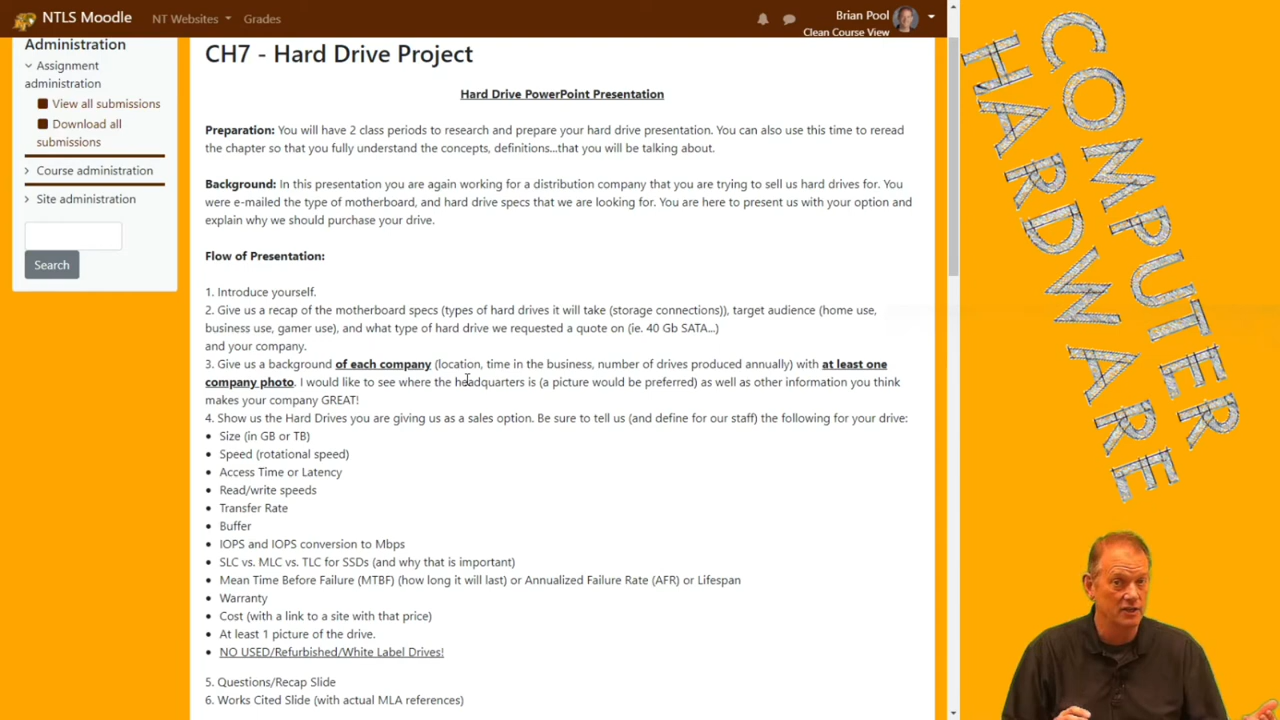 NTLS Moodle
NT Websites
Grades
Brian Pool
Clean Course View
Administration
Assignment
administration
View all submissions
Download all
submissions
Course administration
Site administration
Search
CH7 - Hard Drive Project
Hard Drive PowerPoint Presentation
Preparation: You will have 2 class periods to research and prepare your hard drive presentation. You can also use this time to reread
the chapter so that you fully understand the concepts, definitions...that you will be talking about.
Background: In this presentation you are again working for a distribution company that you are trying to sell us hard drives for. You
were e-mailed the type of motherboard, and hard drive specs that we are looking for. You are here to present us with your option and
explain why we should purchase your drive.
Flow of Presentation:
1. Introduce yourself.
2. Give us a recap of the motherboard specs (types of hard drives it will take (storage connections)), target audience (home use,
business use, gamer use), and what type of hard drive we requested a quote on (ie. 40 Gb SATA...)
and your company.
3. Give us a background of each company (location, time in the business, number of drives produced annually) with at least one
company photo. I would like to see where the headquarters is (a picture would be preferred) as well as other information you think
makes your company GREAT!
4. Show us the Hard Drives you are giving us as a sales option. Be sure to tell us (and define for our staff) the following for your drive:
• Size (in GB or TB)
• Speed (rotational speed)
• Access Time or Latency
• Read/write speeds
• Transfer Rate
• Buffer
• IOPS and IOPS conversion to Mbps
• SLC vs. MLC vs. TLC for SSDs (and why that is important)
• Mean Time Before Failure (MTBF) (how long it will last) or Annualized Failure Rate (AFR) or Lifespan
• Warranty
• Cost (with a link to a site with that price)
• At least 1 picture of the drive.
• NO USED/Refurbished/White Label Drives!
5. Questions/Recap Slide
6. Works Cited Slide (with actual MLA references)
COMPUTER
HARDWARE